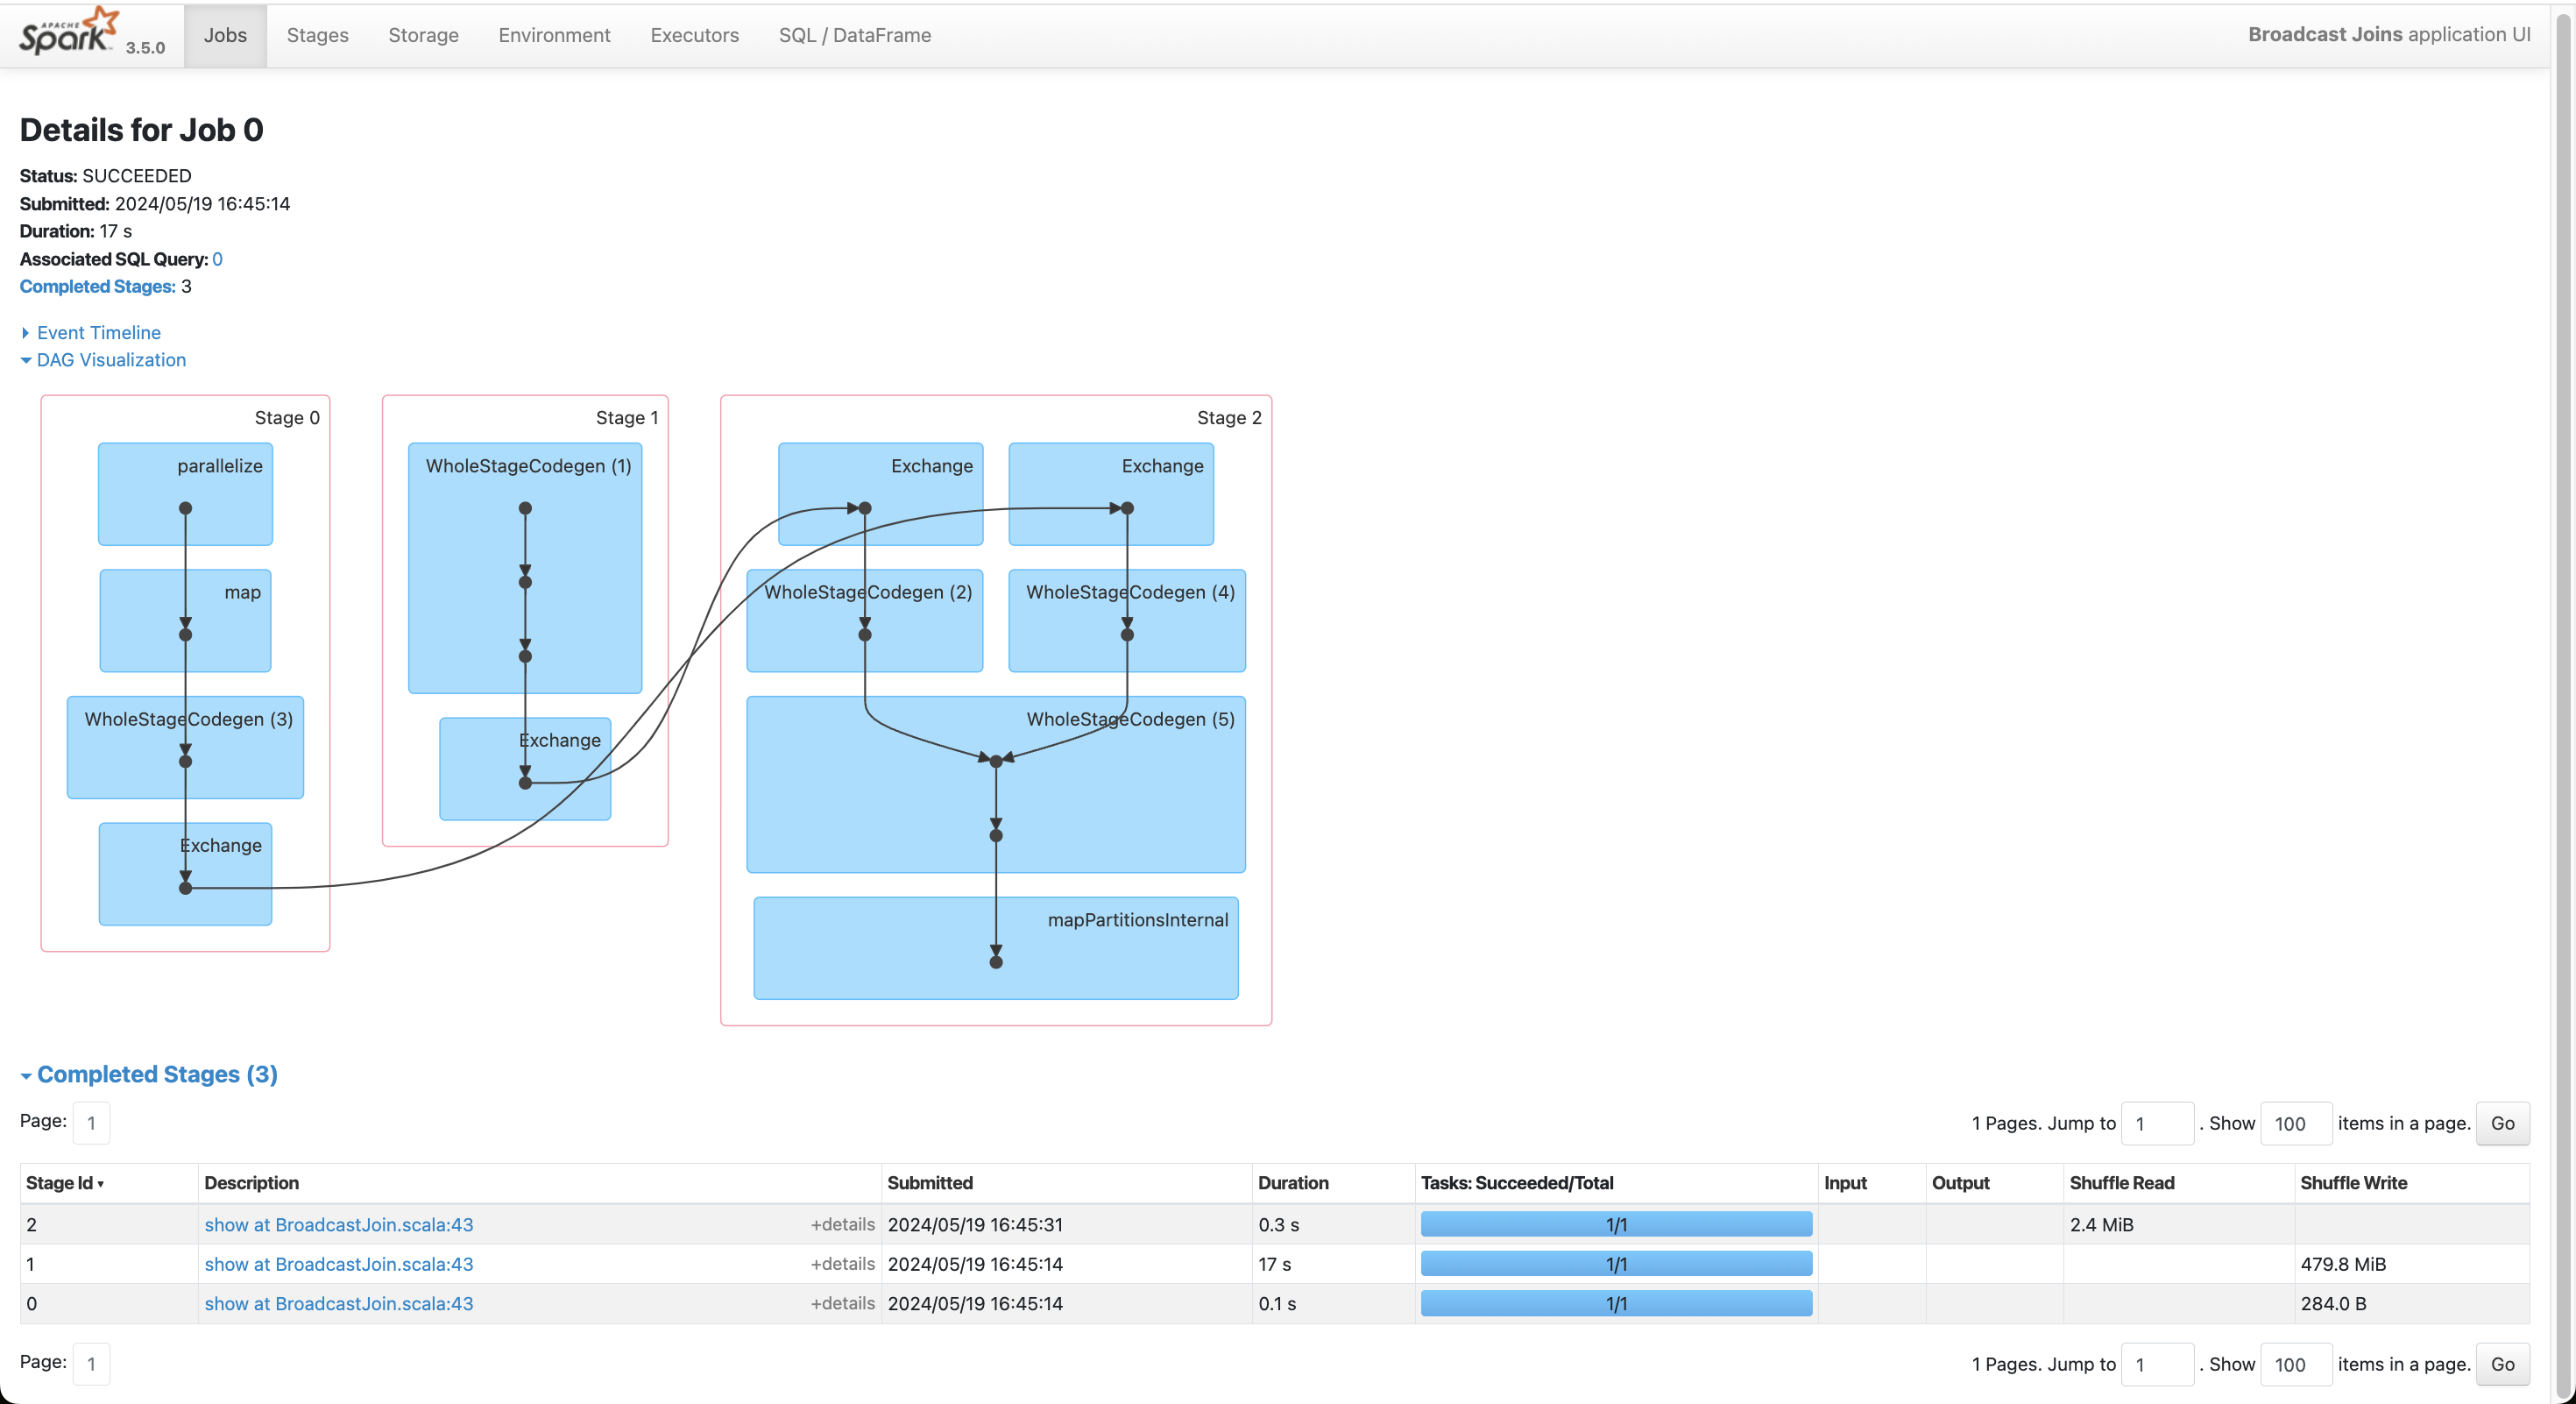 APACHE
Spark 3.5.0 Jobs Stages Storage Environment Executors SQL / DataFrame Broadcast Joins application UI
Details for Job 0
Status: SUCCEEDED
Submitted: 2024/05/19 16:45:14
Duration: 17 s
Associated SQL Query: 0
Completed Stages: 3
Event Timeline
DAG Visualization
Stage 0
parallelize
map
WholeStageCodegen (3)
Exchange
Stage 1
WholeStageCodegen (1)
Exchange
Stage 2
Exchange
Exchange
WholeStageCodegen (2)
WholeStageCodegen (4)
WholeStageCodegen (5)
mapPartitionsInternal
Completed Stages (3)
Page: 1 1 Pages. Jump to 1 . Show 100 items in a page. Go
Stage Id ▾ Description Submitted Duration Tasks: Succeeded/Total Input Output Shuffle Read Shuffle Write
2 show at BroadcastJoin.scala:43 +details 2024/05/19 16:45:31 0.3 s 1/1 2.4 MiB
1 show at BroadcastJoin.scala:43 +details 2024/05/19 16:45:14 17 s 1/1 479.8 MiB
0 show at BroadcastJoin.scala:43 +details 2024/05/19 16:45:14 0.1 s 1/1 284.0 B
Page: 1 1 Pages. Jump to 1 . Show 100 items in a page. Go